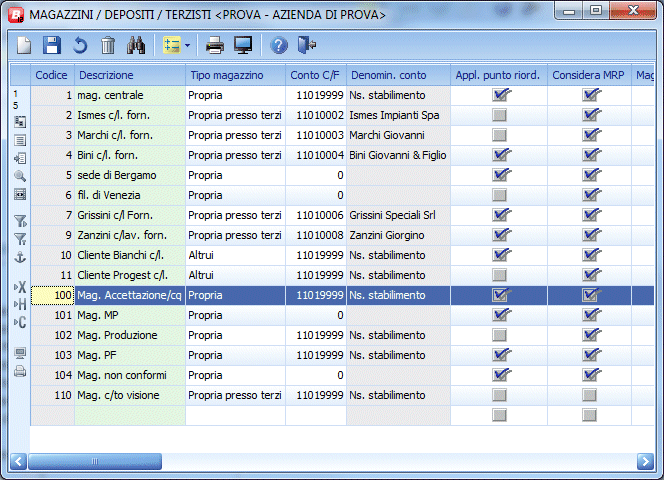 MAGAZZINI / DEPOSITI / TERZISTI <PROVA - AZIENDA DI PROVA>
Codice Descrizione Tipo magazzino Conto C/F Denomin. conto Appl. punto riord. Considera MRP Mag
1 mag. centrale Propria 11019999 Ns. stabilimento
2 Ismes c/l. forn. Propria presso terzi 11010002 Ismes Impianti Spa
3 Marchi c/l. forn. Propria presso terzi 11010003 Marchi Giovanni
4 Bini c/l. forn. Propria presso terzi 11010004 Bini Giovanni & Figlio
5 sede di Bergamo Propria 0
6 fil. di Venezia Propria 0
7 Grissini c/l Forn. Propria presso terzi 11010006 Grissini Speciali Srl
9 Zanzini c/lav. forn. Propria presso terzi 11010008 Zanzini Giorgino
10 Cliente Bianchi c/l. Altrui 11019999 Ns. stabilimento
11 Cliente Progest c/l. Altrui 11019999 Ns. stabilimento
100 Mag. Accettazione/cq Propria 11019999 Ns. stabilimento
101 Mag. MP Propria 0
102 Mag. Produzione Propria 11019999 Ns. stabilimento
103 Mag. PF Propria 11019999 Ns. stabilimento
104 Mag. non conformi Propria 0
110 Mag. c/to visione Propria presso terzi 11019999 Ns. stabilimento
1
5
X
H
C